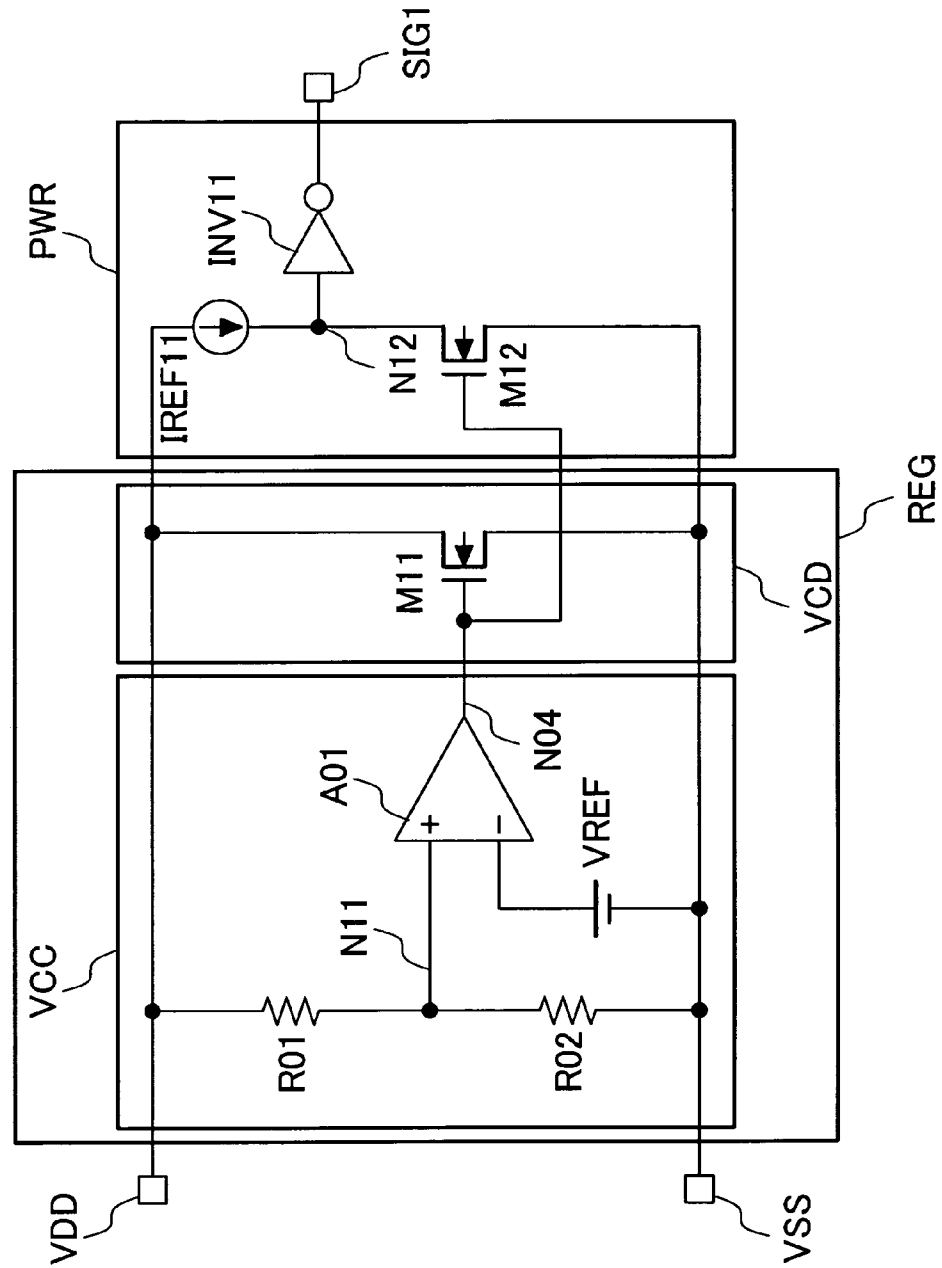 SIG1
PWR
INV11
IREF11
N12
M12
REG
M11
VCD
A01
N04
VREF
VCC
N11
+
−
R01
R02
VDD
VSS